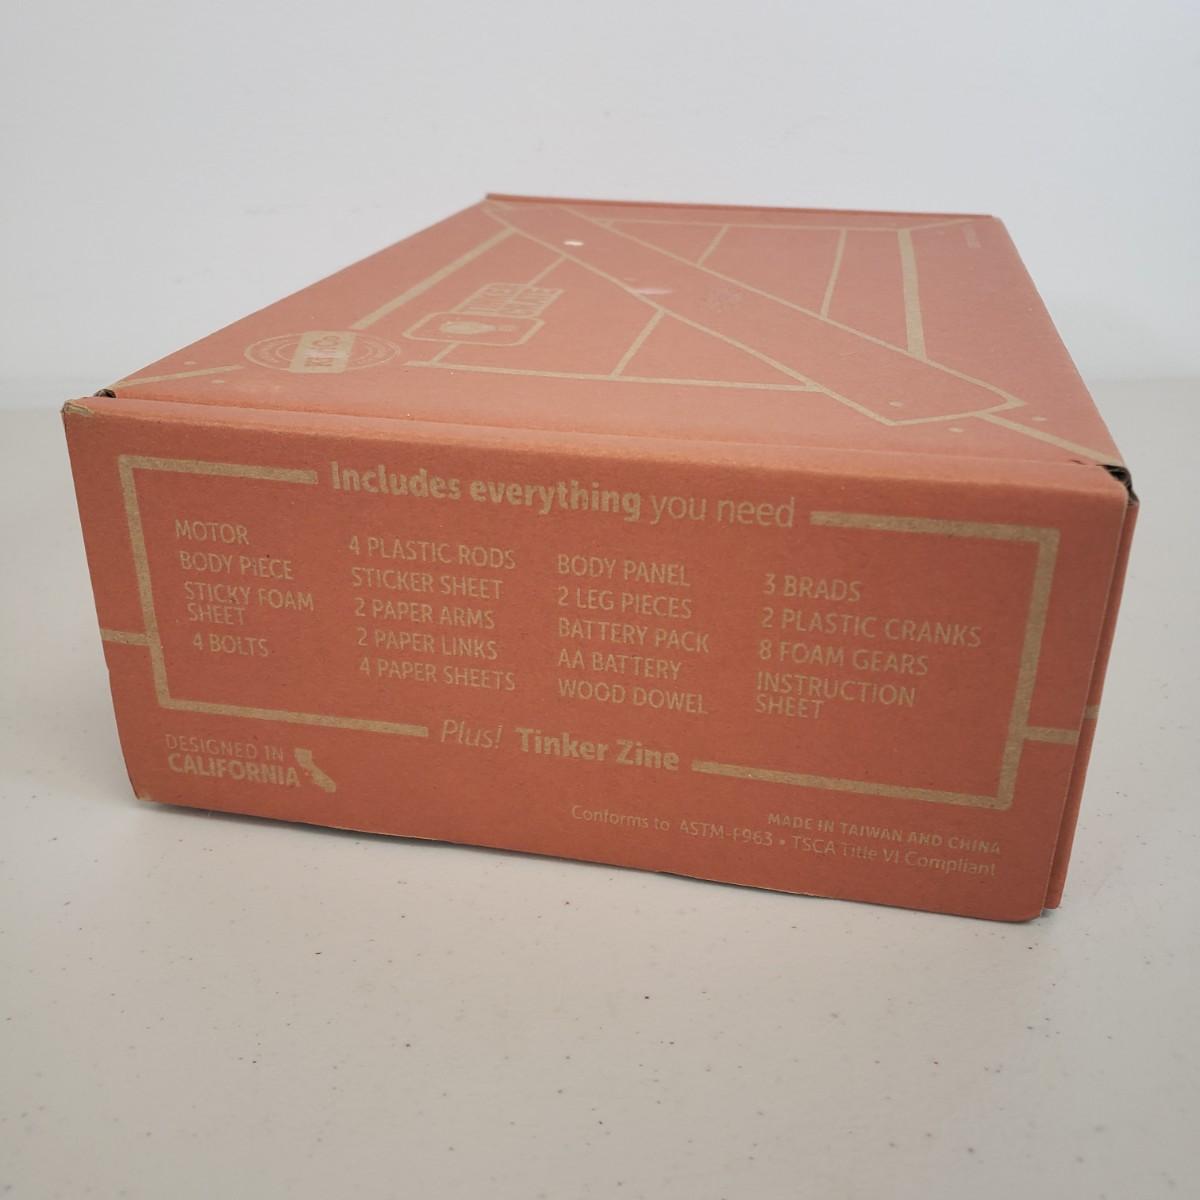 TINKER
CRATE
KiWiCo
Includes everything you need
MOTOR
BODY PIECE
STICKY FOAM
SHEET
4 BOLTS
4 PLASTIC RODS
STICKER SHEET
2 PAPER ARMS
2 PAPER LINKS
4 PAPER SHEETS
BODY PANEL
2 LEG PIECES
BATTERY PACK
AA BATTERY
WOOD DOWEL
3 BRADS
2 PLASTIC CRANKS
8 FOAM GEARS
INSTRUCTION
SHEET
Plus! Tinker Zine
DESIGNED IN
CALIFORNIA
MADE IN TAIWAN AND CHINA
Conforms to ASTM-F963 • TSCA Title VI Compliant